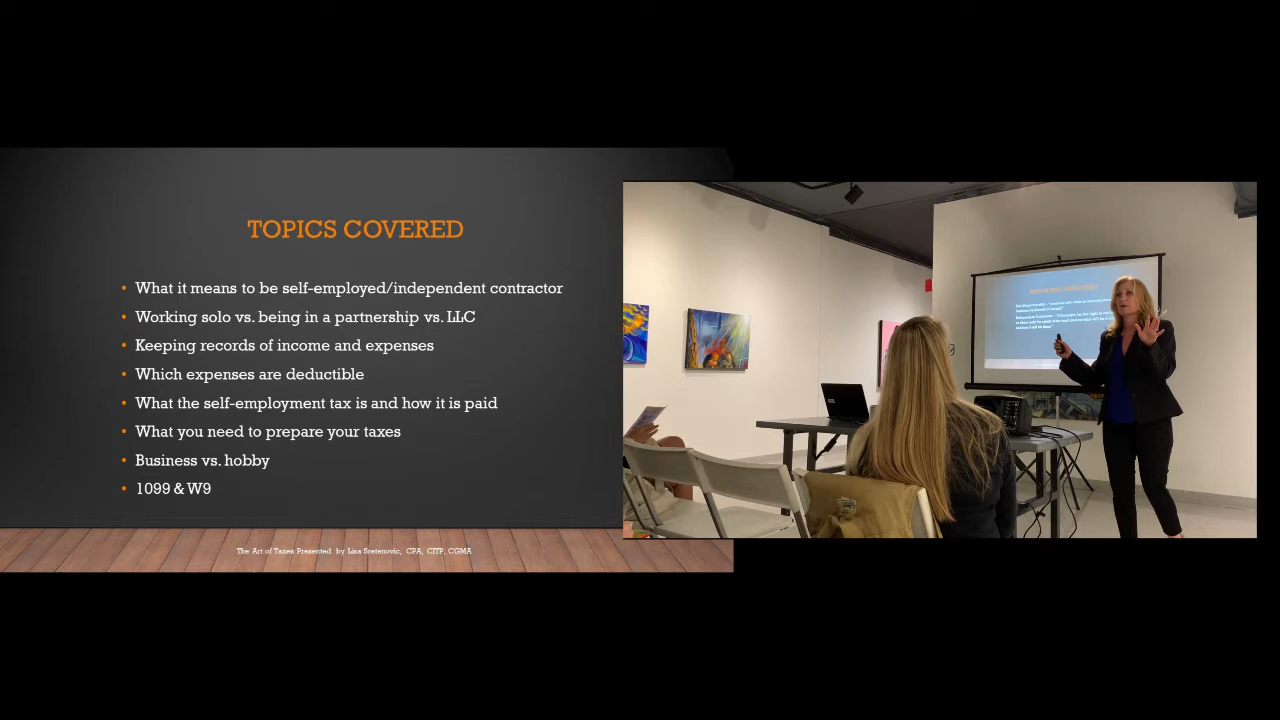 TOPICS COVERED
• What it means to be self-employed/independent contractor
• Working solo vs. being in a partnership vs. LLC
• Keeping records of income and expenses
• Which expenses are deductible
• What the self-employment tax is and how it is paid
• What you need to prepare your taxes
• Business vs. hobby
• 1099 & W9
The Art of Taxes Presented by Lisa Sretenovic, CPA, CITP, CGMA